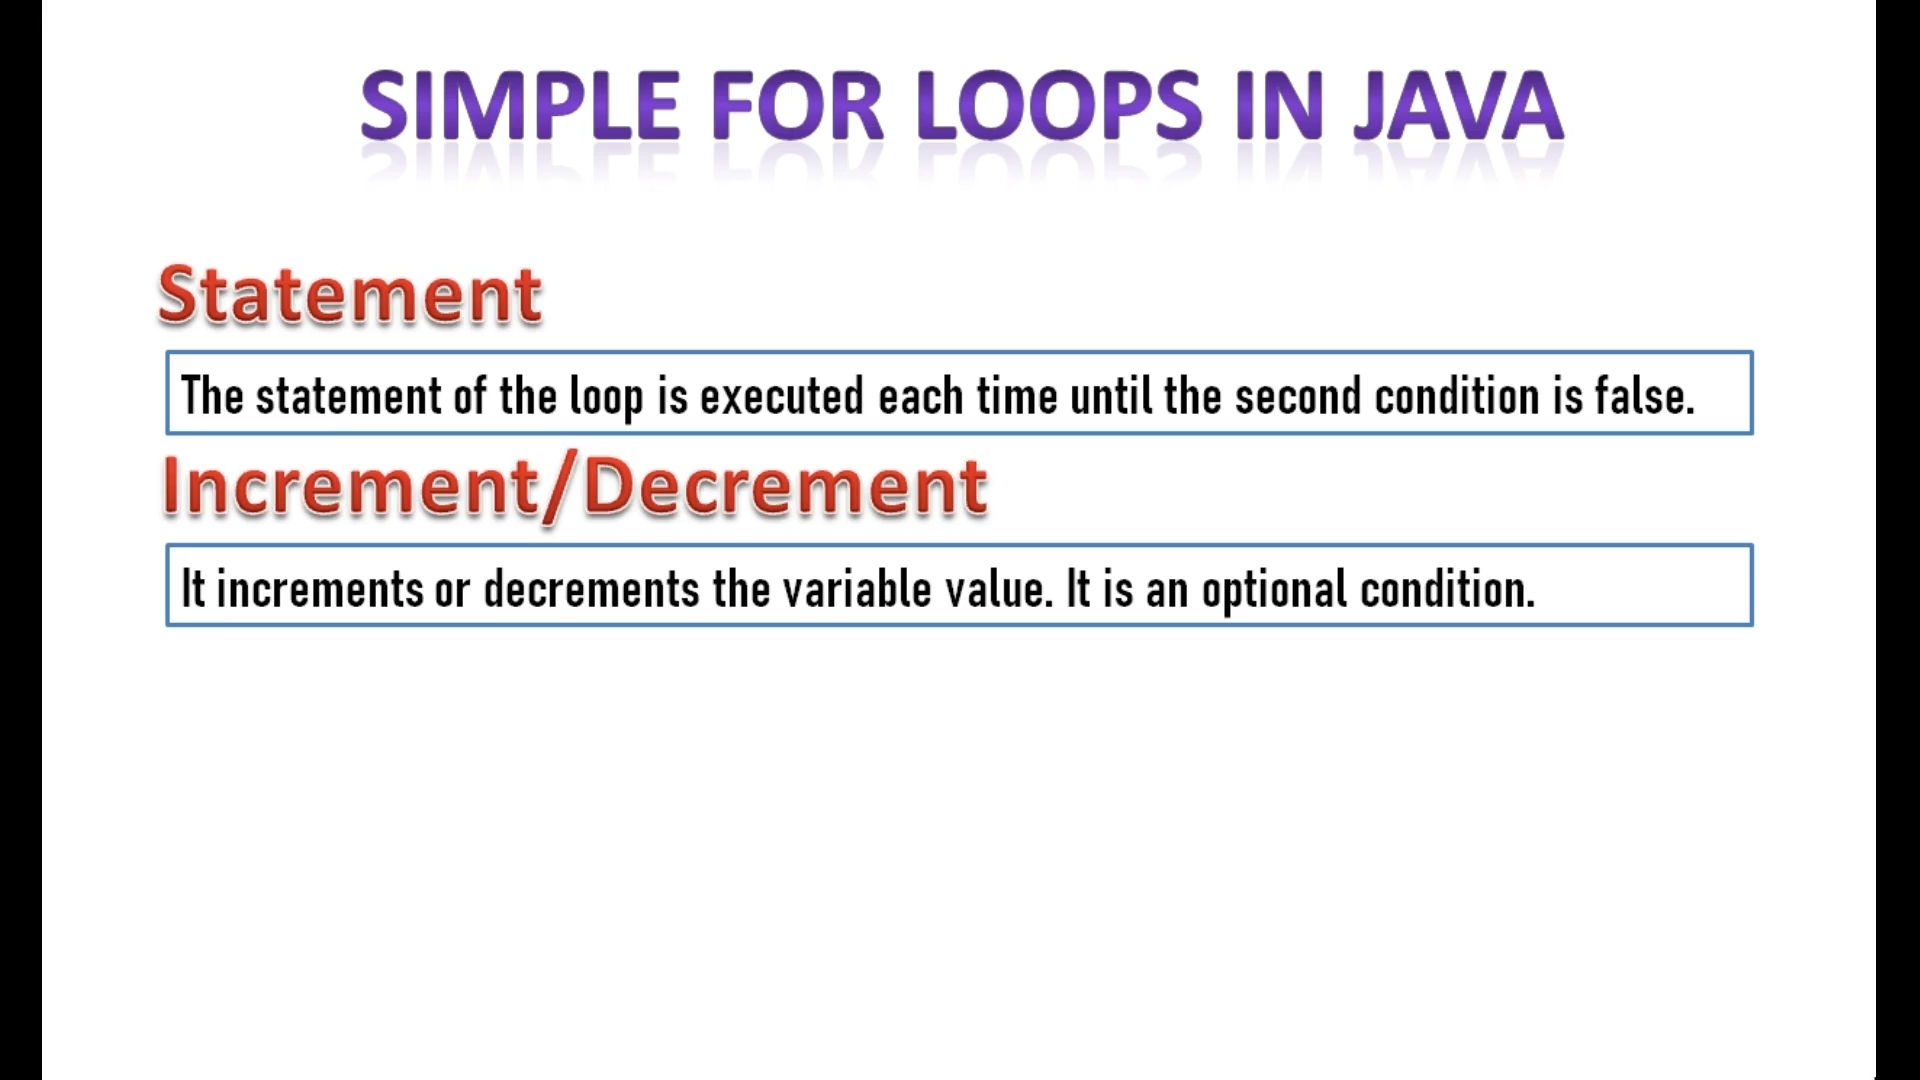 SIMPLE FOR LOOPS IN JAVA
Statement
The statement of the loop is executed each time until the second condition is false.
Increment/Decrement
It increments or decrements the variable value. It is an optional condition.